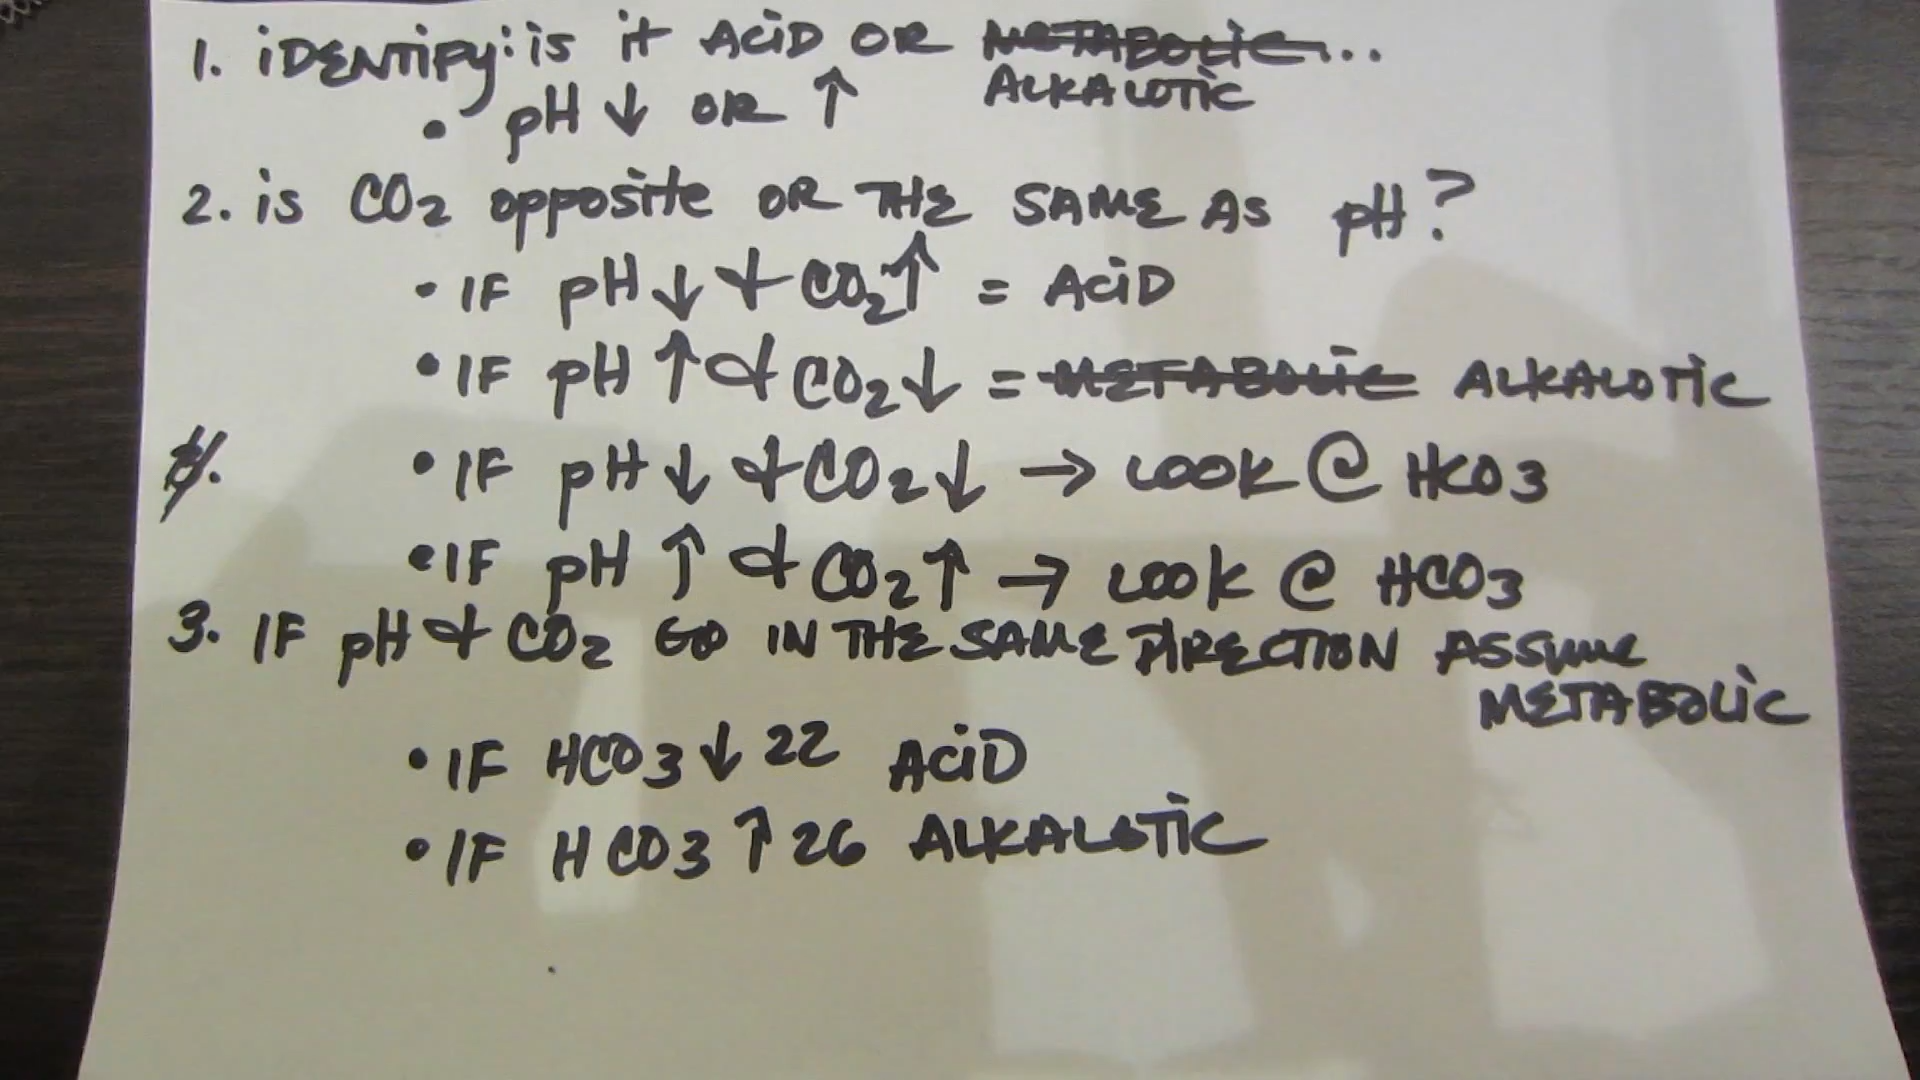 1. iDENTiFy: is it ACiD OR METABOLiC...
ALKALOTiC
• pH ↓ OR ↑
2. is CO2 opposite OR THE SAME AS pH?
• IF pH ↓ & CO2 ↑ = ACiD
• IF pH ↑ & CO2 ↓ = METABOLiC ALKALOTiC
• IF pH ↓ & CO2 ↓ → LOOK @ HCO3
• IF pH ↑ & CO2 ↑ → LOOK @ HCO3
3. IF pH & CO2 GO IN THE SAME DIRECTION ASSUME
METABOLiC
• IF HCO3 ↓ 22 ACiD
• IF HCO3 ↑ 26 ALKALOTiC